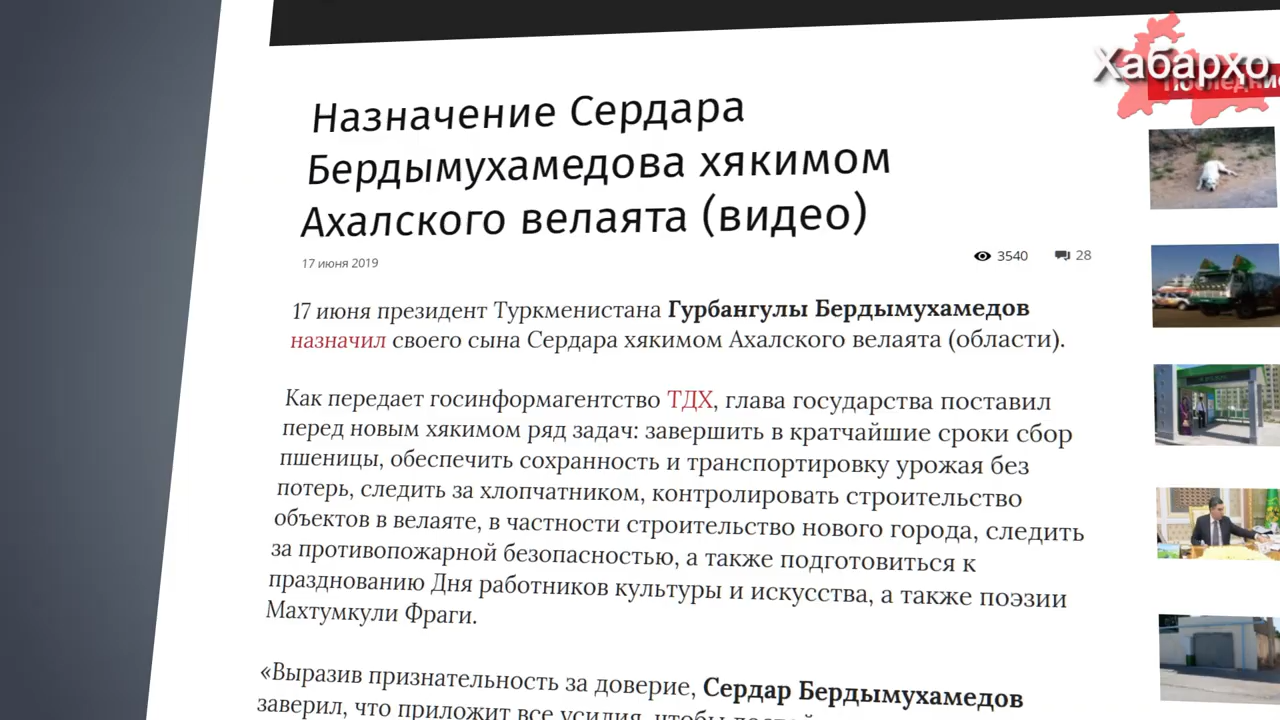 Хабарҳо
Назначение Сердара
Бердымухамедова хякимом
Ахалского велаята (видео)
17 июня 2019
3540
28
17 июня президент Туркменистана Гурбангулы Бердымухамедов
назначил своего сына Сердара хякимом Ахалского велаята (области).
Как передает госинформагентство ТДХ, глава государства поставил
перед новым хякимом ряд задач: завершить в кратчайшие сроки сбор
пшеницы, обеспечить сохранность и транспортировку урожая без
потерь, следить за хлопчатником, контролировать строительство
объектов в велаяте, в частности строительство нового города, следить
за противопожарной безопасностью, а также подготовиться к
празднованию Дня работников культуры и искусства, а также поэзии
Махтумкули Фраги.
«Выразив признательность за доверие, Сердар Бердымухамедов
заверил, что приложит все усилия, чтобы